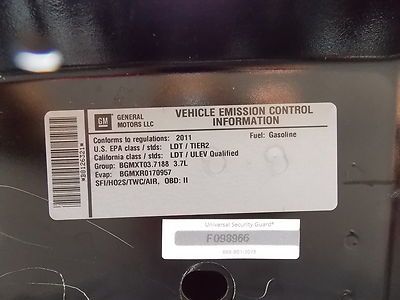 GM
GENERAL
MOTORS LLC
VEHICLE EMISSION CONTROL
INFORMATION
Conforms to regulations: 2011
Fuel: Gasoline
U.S. EPA class / stds: LDT / TIER2
California class / stds: LDT / ULEV Qualified
Group: BGMXT03.7188 3.7L
Evap: BGMXR0170957
SFI/HO2S/TWC/AIR, OBD: II
Universal Security Guard®
F098966